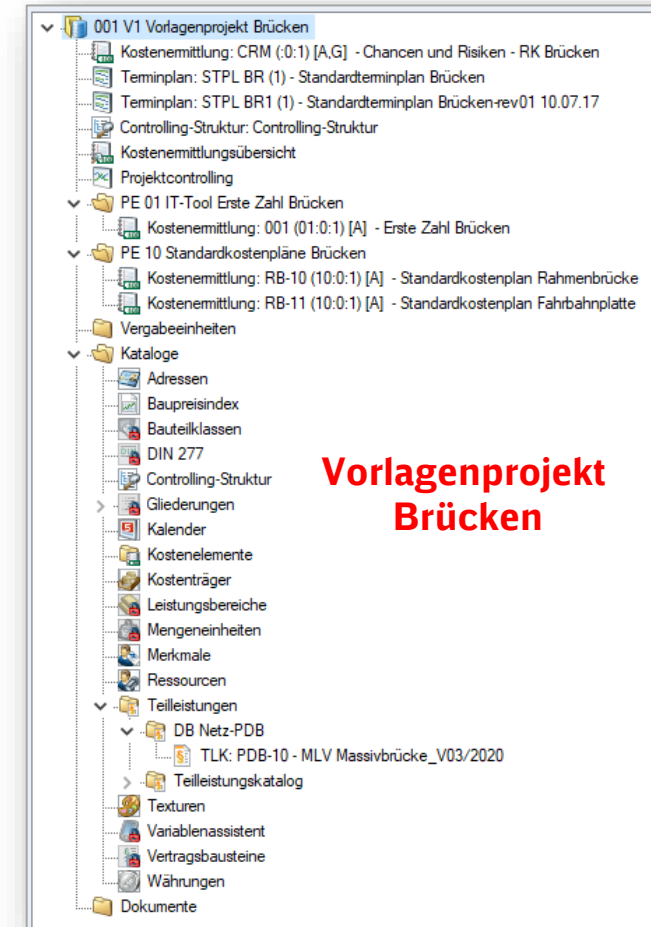 001 V1 Vorlagenprojekt Brücken
Kostenermittlung: CRM (:0:1) [A,G] - Chancen und Risiken - RK Brücken
Terminplan: STPL BR (1) - Standardterminplan Brücken
Terminplan: STPL BR1 (1) - Standardterminplan Brücken-rev01 10.07.17
Controlling-Struktur: Controlling-Struktur
Kostenermittlungsübersicht
Projektcontrolling
PE 01 IT-Tool Erste Zahl Brücken
Kostenermittlung: 001 (01:0:1) [A] - Erste Zahl Brücken
PE 10 Standardkostenpläne Brücken
Kostenermittlung: RB-10 (10:0:1) [A] - Standardkostenplan Rahmenbrücke
Kostenermittlung: RB-11 (10:0:1) [A] - Standardkostenplan Fahrbahnplatte
Vergabeeinheiten
Kataloge
Adressen
Baupreisindex
Bauteilklassen
DIN 277
Controlling-Struktur
Gliederungen
Kalender
Kostenelemente
Kostenträger
Leistungsbereiche
Mengeneinheiten
Merkmale
Ressourcen
Teilleistungen
DB Netz-PDB
TLK: PDB-10 - MLV Massivbrücke_V03/2020
Teilleistungskatalog
Texturen
Variablenassistent
Vertragsbausteine
Währungen
Dokumente
Vorlagenprojekt
Brücken